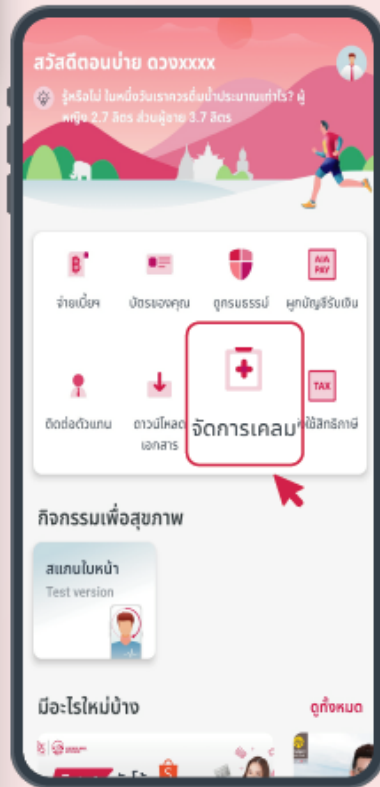 สวัสดีตอนบ่าย ดวงxxxx
รู้หรือไม่ ในหนึ่งวันเราควรดื่มน้ำประมาณเท่าไร? ผู้
หญิง 2.7 ลิตร ส่วนผู้ชาย 3.7 ลิตร
จ่ายเบี้ยฯ
บัตรของคุณ
ดูกรมธรรม์
ผูกบัญชีรับเงิน
AIA
PAY
ติดต่อตัวแทน
ดาวน์โหลด
เอกสาร
จัดการเคลม
TAX
ใช้สิทธิภาษี
กิจกรรมเพื่อสุขภาพ
สแกนใบหน้า
Test version
มีอะไรใหม่บ้าง
ดูทั้งหมด